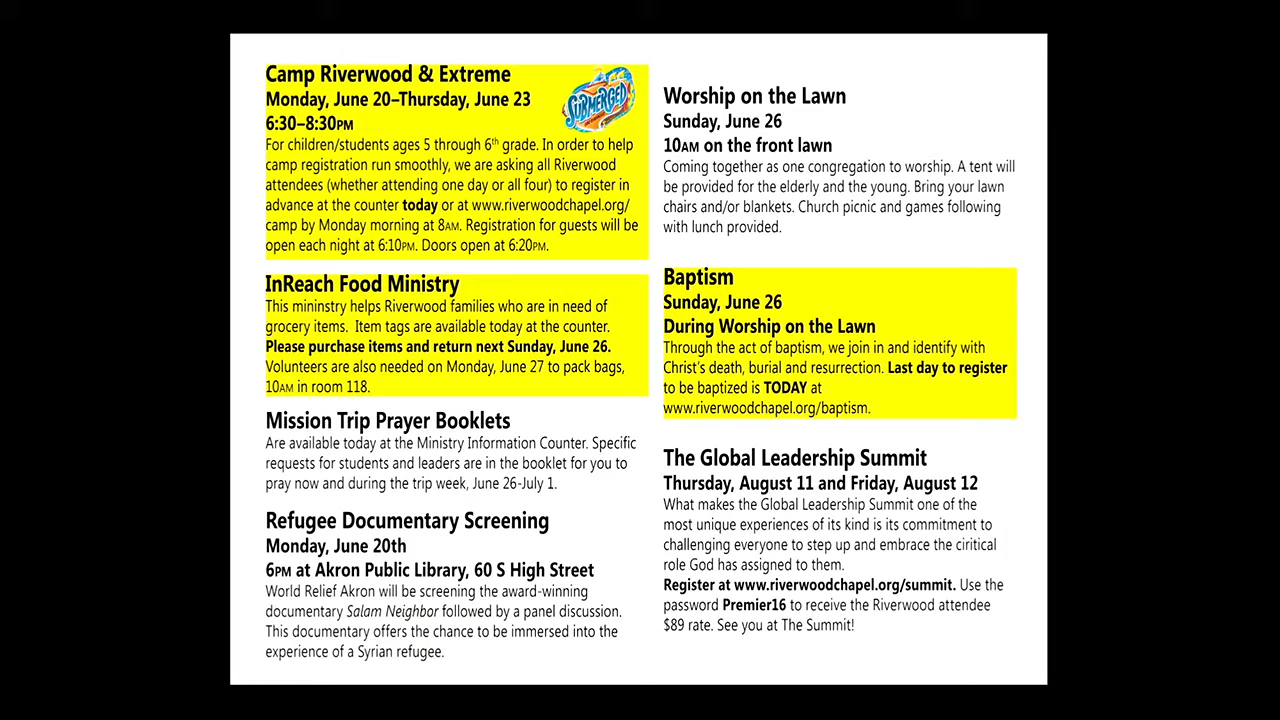 Camp Riverwood & Extreme
Monday, June 20–Thursday, June 23
6:30–8:30PM
SUBMERGED
For children/students ages 5 through 6th grade. In order to help
camp registration run smoothly, we are asking all Riverwood
attendees (whether attending one day or all four) to register in
advance at the counter today or at www.riverwoodchapel.org/
camp by Monday morning at 8AM. Registration for guests will be
open each night at 6:10PM. Doors open at 6:20PM.
InReach Food Ministry
This mininstry helps Riverwood families who are in need of
grocery items. Item tags are available today at the counter.
Please purchase items and return next Sunday, June 26.
Volunteers are also needed on Monday, June 27 to pack bags,
10AM in room 118.
Mission Trip Prayer Booklets
Are available today at the Ministry Information Counter. Specific
requests for students and leaders are in the booklet for you to
pray now and during the trip week, June 26-July 1.
Refugee Documentary Screening
Monday, June 20th
6PM at Akron Public Library, 60 S High Street
World Relief Akron will be screening the award-winning
documentary Salam Neighbor followed by a panel discussion.
This documentary offers the chance to be immersed into the
experience of a Syrian refugee.
Worship on the Lawn
Sunday, June 26
10AM on the front lawn
Coming together as one congregation to worship. A tent will
be provided for the elderly and the young. Bring your lawn
chairs and/or blankets. Church picnic and games following
with lunch provided.
Baptism
Sunday, June 26
During Worship on the Lawn
Through the act of baptism, we join in and identify with
Christ's death, burial and resurrection. Last day to register
to be baptized is TODAY at
www.riverwoodchapel.org/baptism.
The Global Leadership Summit
Thursday, August 11 and Friday, August 12
What makes the Global Leadership Summit one of the
most unique experiences of its kind is its commitment to
challenging everyone to step up and embrace the ciritical
role God has assigned to them.
Register at www.riverwoodchapel.org/summit. Use the
password Premier16 to receive the Riverwood attendee
$89 rate. See you at The Summit!